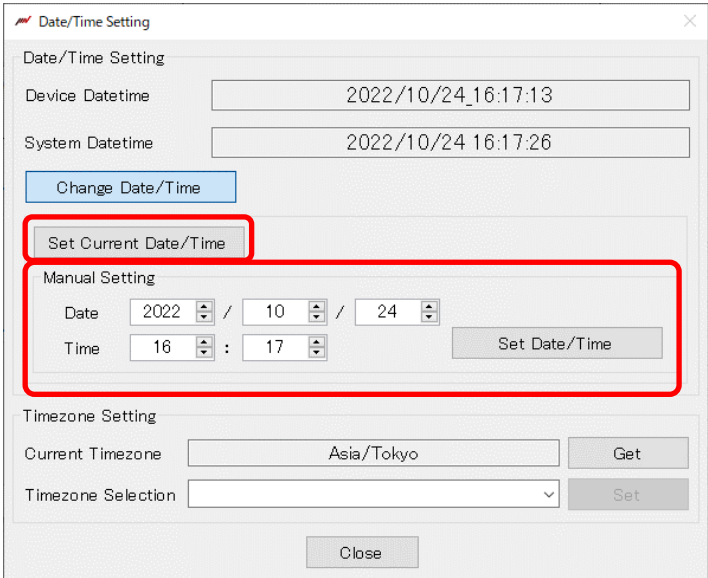 Date/Time Setting
Date/Time Setting
Device Datetime 2022/10/24_16:17:13
System Datetime 2022/10/24 16:17:26
Change Date/Time
Set Current Date/Time
Manual Setting
Date 2022 / 10 / 24
Time 16 : 17 Set Date/Time
Timezone Setting
Current Timezone Asia/Tokyo Get
Timezone Selection Set
Close